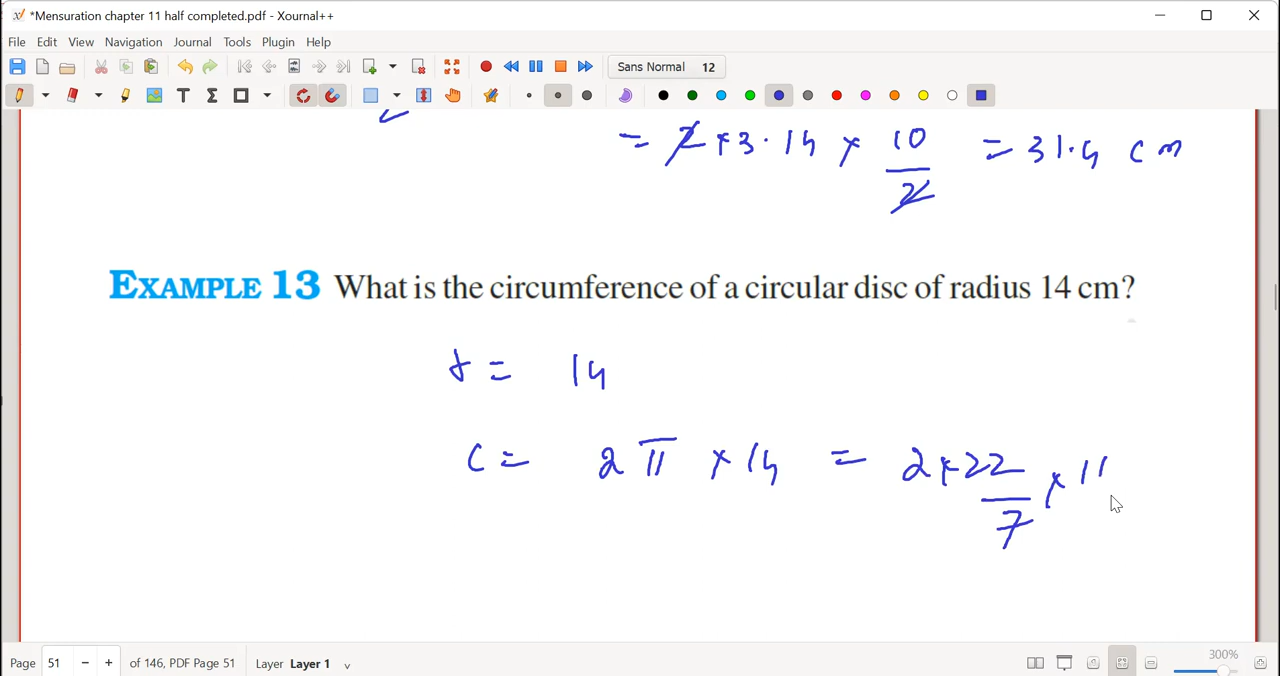 *Mensuration chapter 11 half completed.pdf - Xournal++
File Edit View Navigation Journal Tools Plugin Help
Sans Normal 12
= 2 × 3.14 × 10/2 = 31.4 cm
EXAMPLE 13 What is the circumference of a circular disc of radius 14 cm?
r = 14
C = 2π × 14 = 2 × 22/7 × 11
Page 51 of 146, PDF Page 51 Layer Layer 1 300%